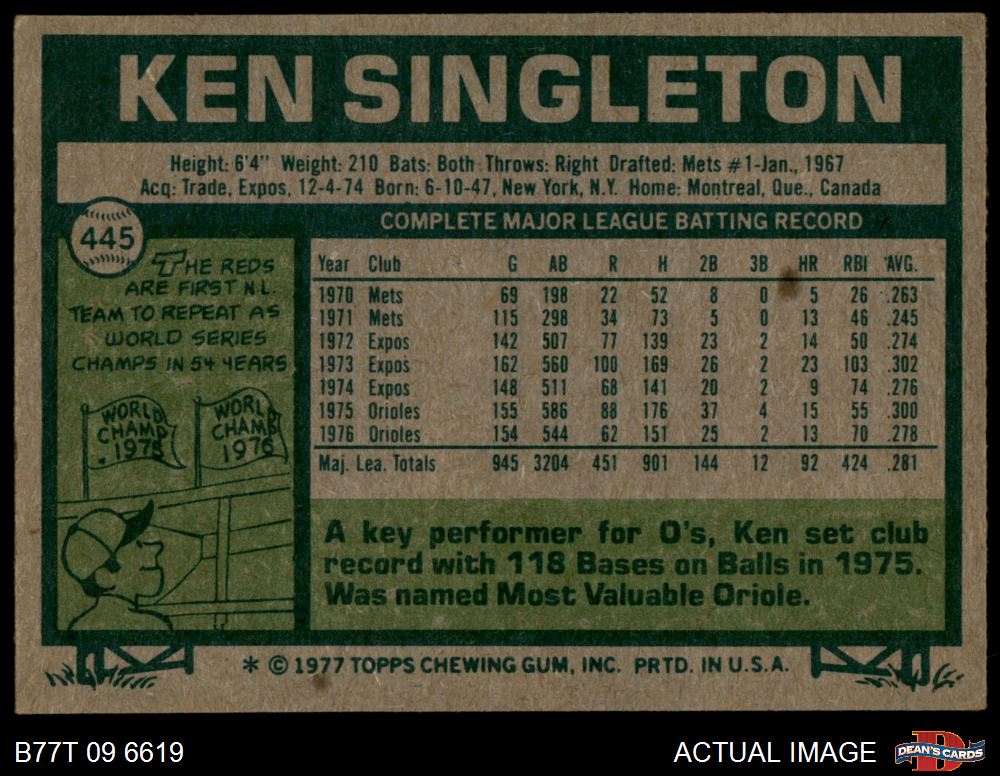 KEN SINGLETON
Height: 6'4" Weight: 210 Bats: Both Throws: Right Drafted: Mets #1-Jan., 1967
Acq: Trade, Expos, 12-4-74 Born: 6-10-47, New York, N.Y. Home: Montreal, Que., Canada
445
COMPLETE MAJOR LEAGUE BATTING RECORD
THE REDS
ARE FIRST N.L.
TEAM TO REPEAT AS
WORLD SERIES
CHAMPS IN 54 YEARS
WORLD
CHAMP
1975
WORLD
CHAMP
1976
Year Club G AB R H 2B 3B HR RBI AVG.
1970 Mets 69 198 22 52 8 0 5 26 .263
1971 Mets 115 298 34 73 5 0 13 46 .245
1972 Expos 142 507 77 139 23 2 14 50 .274
1973 Expos 162 560 100 169 26 2 23 103 .302
1974 Expos 148 511 68 141 20 2 9 74 .276
1975 Orioles 155 586 88 176 37 4 15 55 .300
1976 Orioles 154 544 62 151 25 2 13 70 .278
Maj. Lea. Totals 945 3204 451 901 144 12 92 424 .281
A key performer for O's, Ken set club
record with 118 Bases on Balls in 1975.
Was named Most Valuable Oriole.
* © 1977 TOPPS CHEWING GUM, INC. PRTD. IN U.S.A.
B77T 09 6619
ACTUAL IMAGE
DEAN'S CARDS